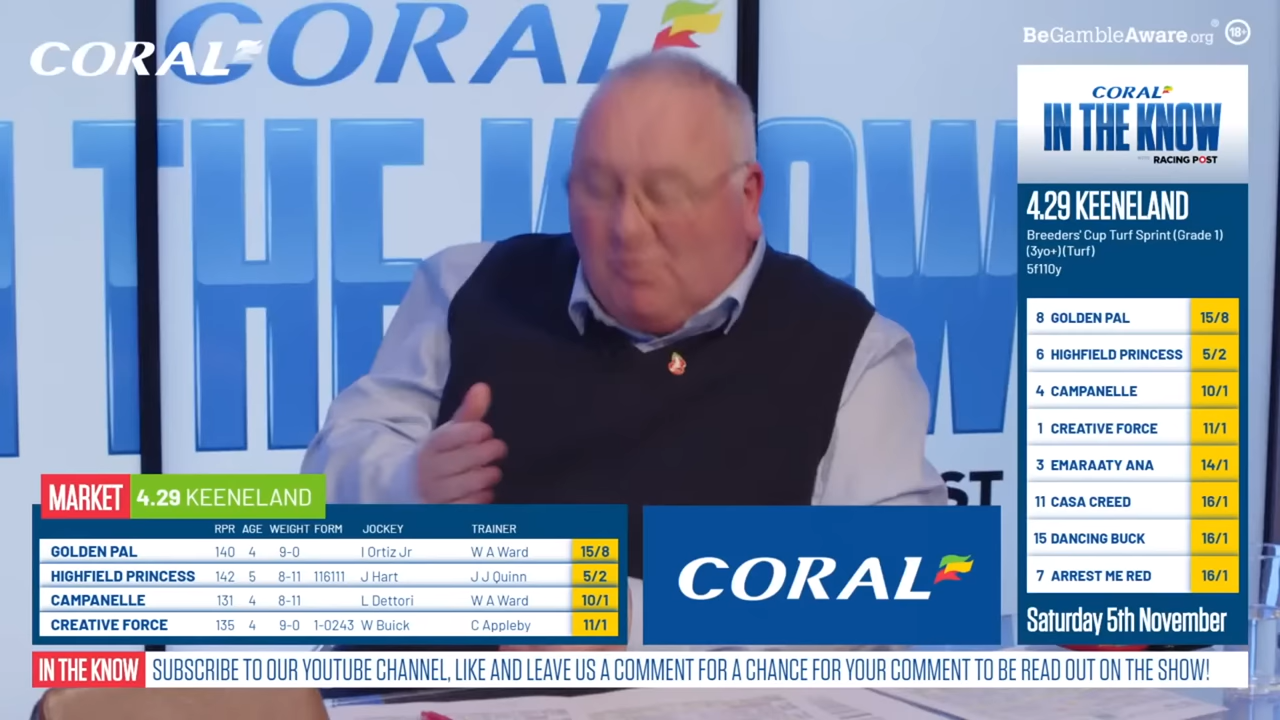 CORAL
CORAL
BeGambleAware.org® 18+
THE KNOW
CORAL
IN THE KNOW
WITH RACING POST
4.29 KEENELAND
Breeders' Cup Turf Sprint (Grade 1)
(3yo+)(Turf)
5f110y
8 GOLDEN PAL 15/8
6 HIGHFIELD PRINCESS 5/2
4 CAMPANELLE 10/1
1 CREATIVE FORCE 11/1
3 EMARAATY ANA 14/1
11 CASA CREED 16/1
15 DANCING BUCK 16/1
7 ARREST ME RED 16/1
Saturday 5th November
ST
MARKET 4.29 KEENELAND
RPR AGE WEIGHT FORM JOCKEY TRAINER
GOLDEN PAL 140 4 9-0 I Ortiz Jr W A Ward 15/8
HIGHFIELD PRINCESS 142 5 8-11 116111 J Hart J J Quinn 5/2
CAMPANELLE 131 4 8-11 L Dettori W A Ward 10/1
CREATIVE FORCE 135 4 9-0 1-0243 W Buick C Appleby 11/1
CORAL
IN THE KNOW SUBSCRIBE TO OUR YOUTUBE CHANNEL, LIKE AND LEAVE US A COMMENT FOR A CHANCE FOR YOUR COMMENT TO BE READ OUT ON THE SHOW!